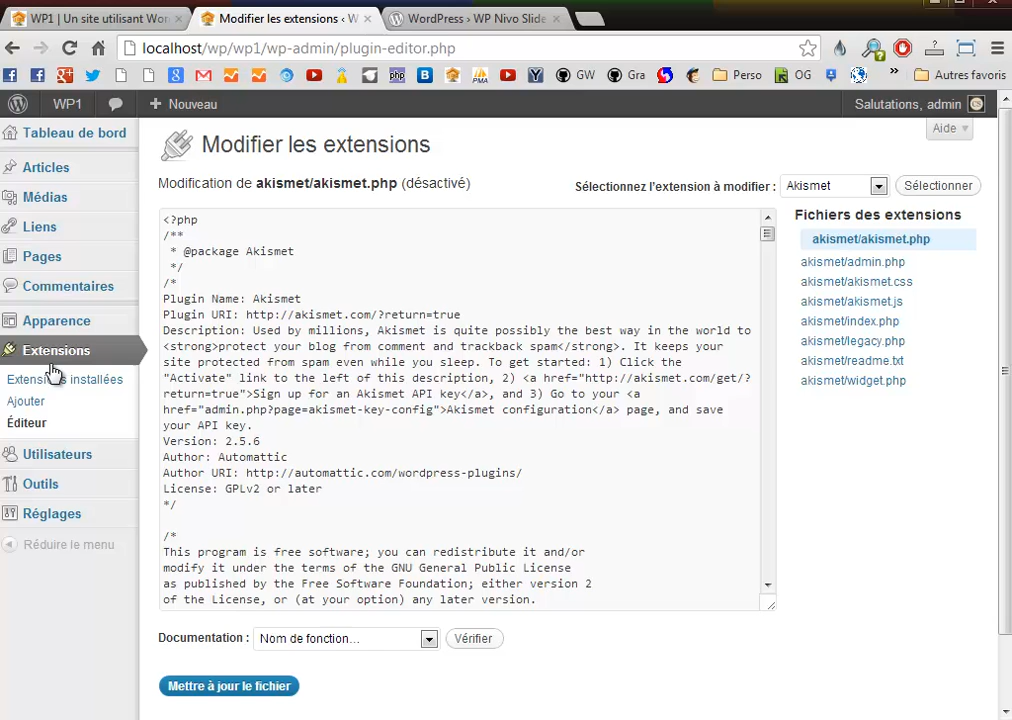 WP1 | Un site utilisant Wor
Modifier les extensions ‹ W
WordPress › WP Nivo Slide
localhost/wp/wp1/wp-admin/plugin-editor.php
GW
Gra
Perso
OG
Autres favoris
WP1
Nouveau
Salutations, admin
Tableau de bord
Articles
Médias
Liens
Pages
Commentaires
Apparence
Extensions
Extensions installées
Ajouter
Éditeur
Utilisateurs
Outils
Réglages
Réduire le menu
Aide
Modifier les extensions
Modification de akismet/akismet.php (désactivé)
Sélectionnez l'extension à modifier : Akismet Sélectionner
<?php
/**
* @package Akismet
*/
/*
Plugin Name: Akismet
Plugin URI: http://akismet.com/?return=true
Description: Used by millions, Akismet is quite possibly the best way in the world to
<strong>protect your blog from comment and trackback spam</strong>. It keeps your
site protected from spam even while you sleep. To get started: 1) Click the
"Activate" link to the left of this description, 2) <a href="http://akismet.com/get/?
return=true">Sign up for an Akismet API key</a>, and 3) Go to your <a
href="admin.php?page=akismet-key-config">Akismet configuration</a> page, and save
your API key.
Version: 2.5.6
Author: Automattic
Author URI: http://automattic.com/wordpress-plugins/
License: GPLv2 or later
*/
/*
This program is free software; you can redistribute it and/or
modify it under the terms of the GNU General Public License
as published by the Free Software Foundation; either version 2
of the License, or (at your option) any later version.
Fichiers des extensions
akismet/akismet.php
akismet/admin.php
akismet/akismet.css
akismet/akismet.js
akismet/index.php
akismet/legacy.php
akismet/readme.txt
akismet/widget.php
Documentation : Nom de fonction... Vérifier
Mettre à jour le fichier